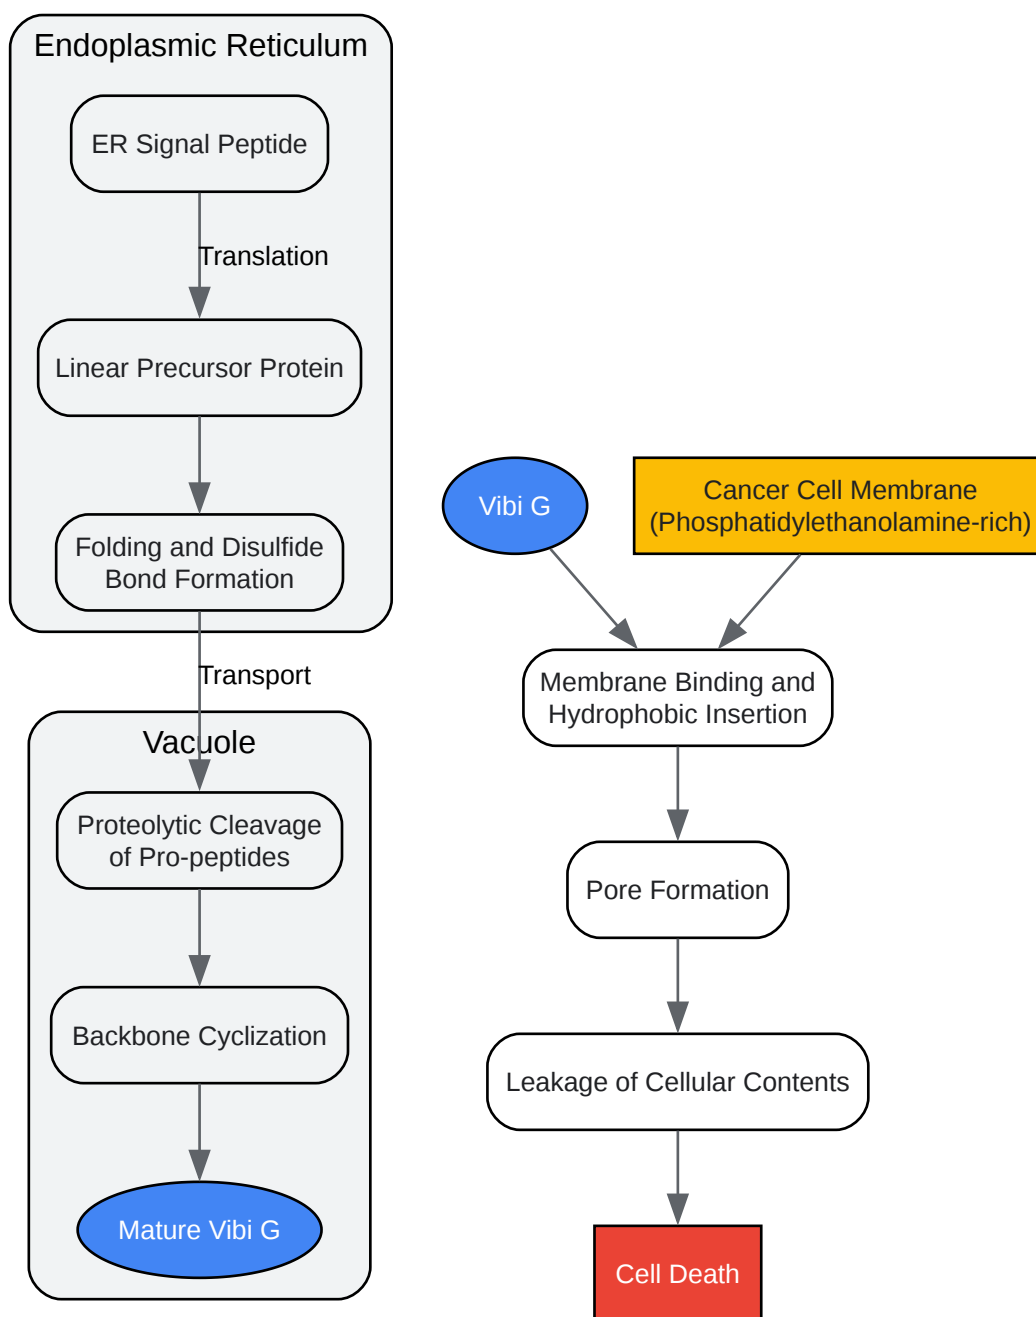 Endoplasmic Reticulum
ER Signal Peptide
Translation
Linear Precursor Protein
Folding and Disulfide
Bond Formation
Transport
Vacuole
Proteolytic Cleavage
of Pro-peptides
Backbone Cyclization
Mature Vibi G
Vibi G
Cancer Cell Membrane
(Phosphatidylethanolamine-rich)
Membrane Binding and
Hydrophobic Insertion
Pore Formation
Leakage of Cellular Contents
Cell Death